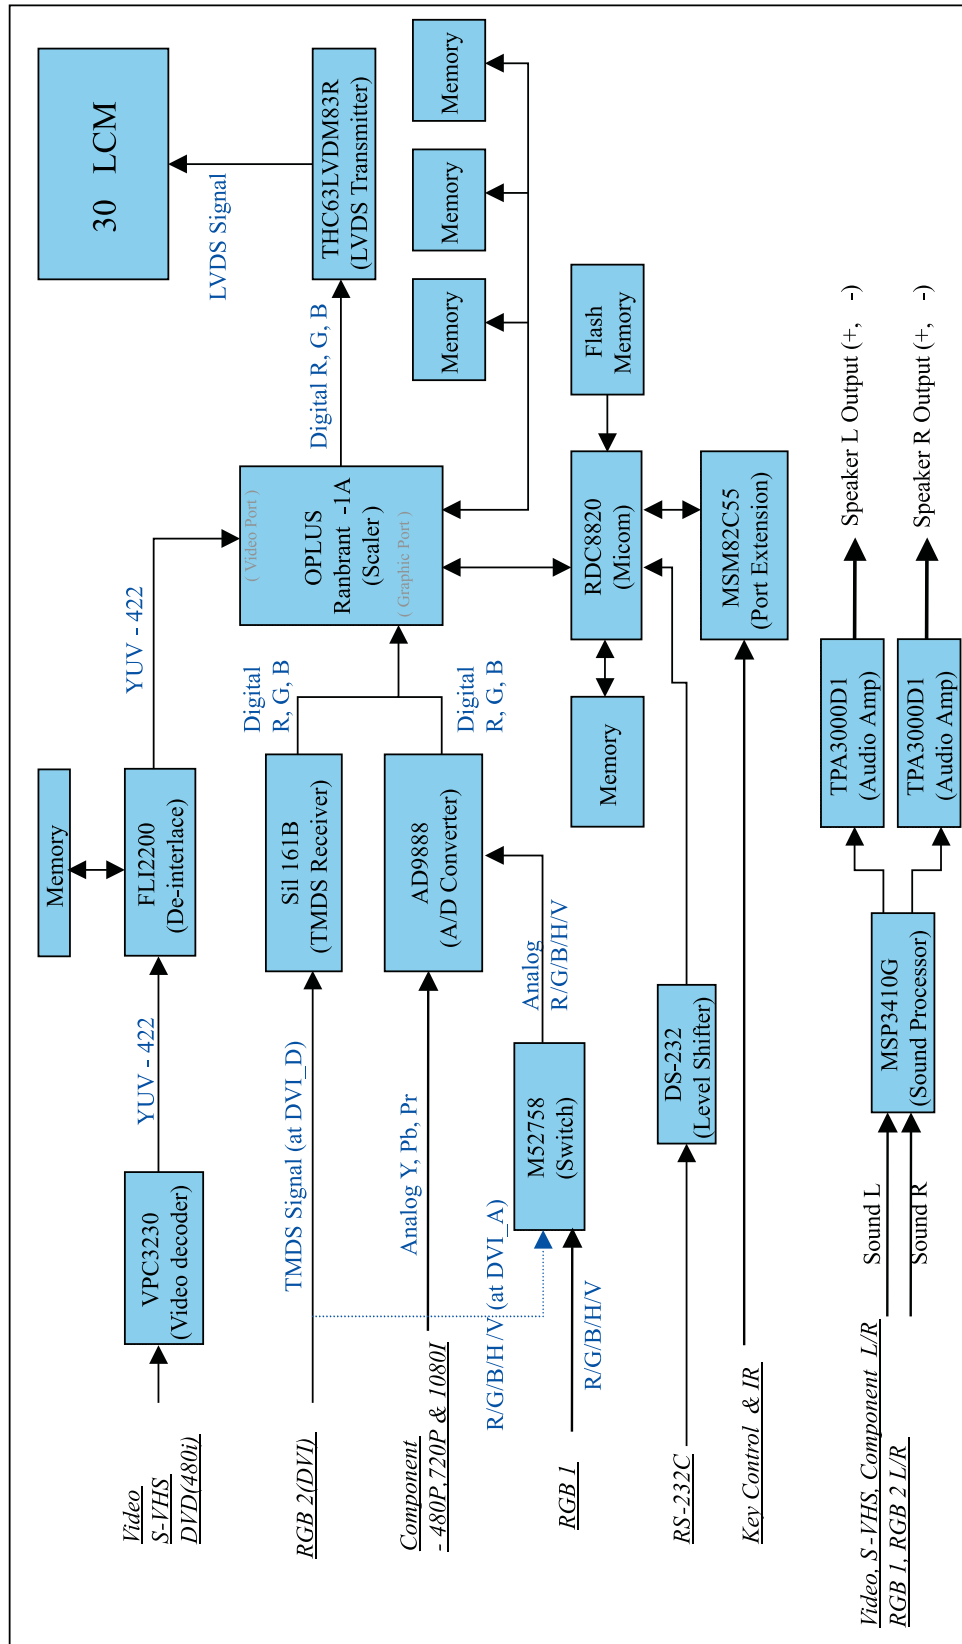 Video
S-VHS
DVD(480i)
VPC3230
(Video decoder)
YUV - 422
Memory
FLI2200
(De-interlace)
YUV - 422
30 LCM
LVDS Signal
RGB 2(DVI)
TMDS Signal (at DVI_D)
Sil 161B
(TMDS Receiver)
Digital
R, G, B
( Video Port )
OPLUS
Ranbrant -1A
(Scaler)
( Graphic Port )
Digital R, G, B
THC63LVDM83R
(LVDS Transmitter)
Component
- 480P,720P & 1080I
Analog Y, Pb, Pr
AD9888
(A/D Converter)
Digital
R, G, B
Memory
Memory
Memory
R/G/B/H /V (at DVI_A)
RGB 1
R/G/B/H/V
M52758
(Switch)
Analog
R/G/B/H/V
Memory
RDC8820
(Micom)
Flash
Memory
RS-232C
DS-232
(Level Shifter)
Key Control & IR
MSM82C55
(Port Extension)
Video, S -VHS, Component L/R
RGB 1, RGB 2 L/R
Sound L
Sound R
MSP3410G
(Sound Processor)
TPA3000D1
(Audio Amp)
Speaker L Output (+, -)
TPA3000D1
(Audio Amp)
Speaker R Output (+, -)